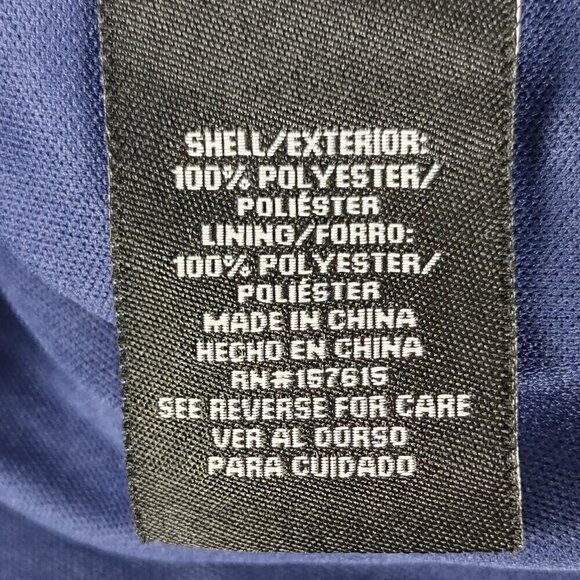 SHELL/EXTERIOR:
100% POLYESTER/
POLIÉSTER
LINING/FORRO:
100% POLYESTER/
POLIÉSTER
MADE IN CHINA
HECHO EN CHINA
RN#157615
SEE REVERSE FOR CARE
VER AL DORSO
PARA CUIDADO